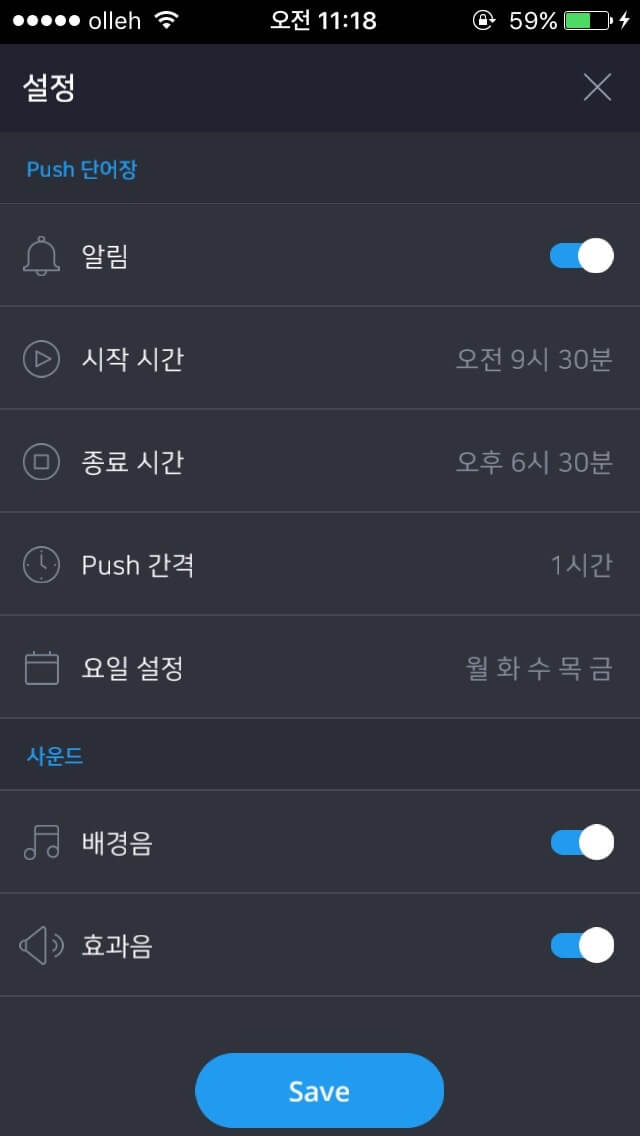 olleh 오전 11:18 59%
설정
Push 단어장
알림
시작 시간 오전 9시 30분
종료 시간 오후 6시 30분
Push 간격 1시간
요일 설정 월 화 수 목 금
사운드
배경음
효과음
Save